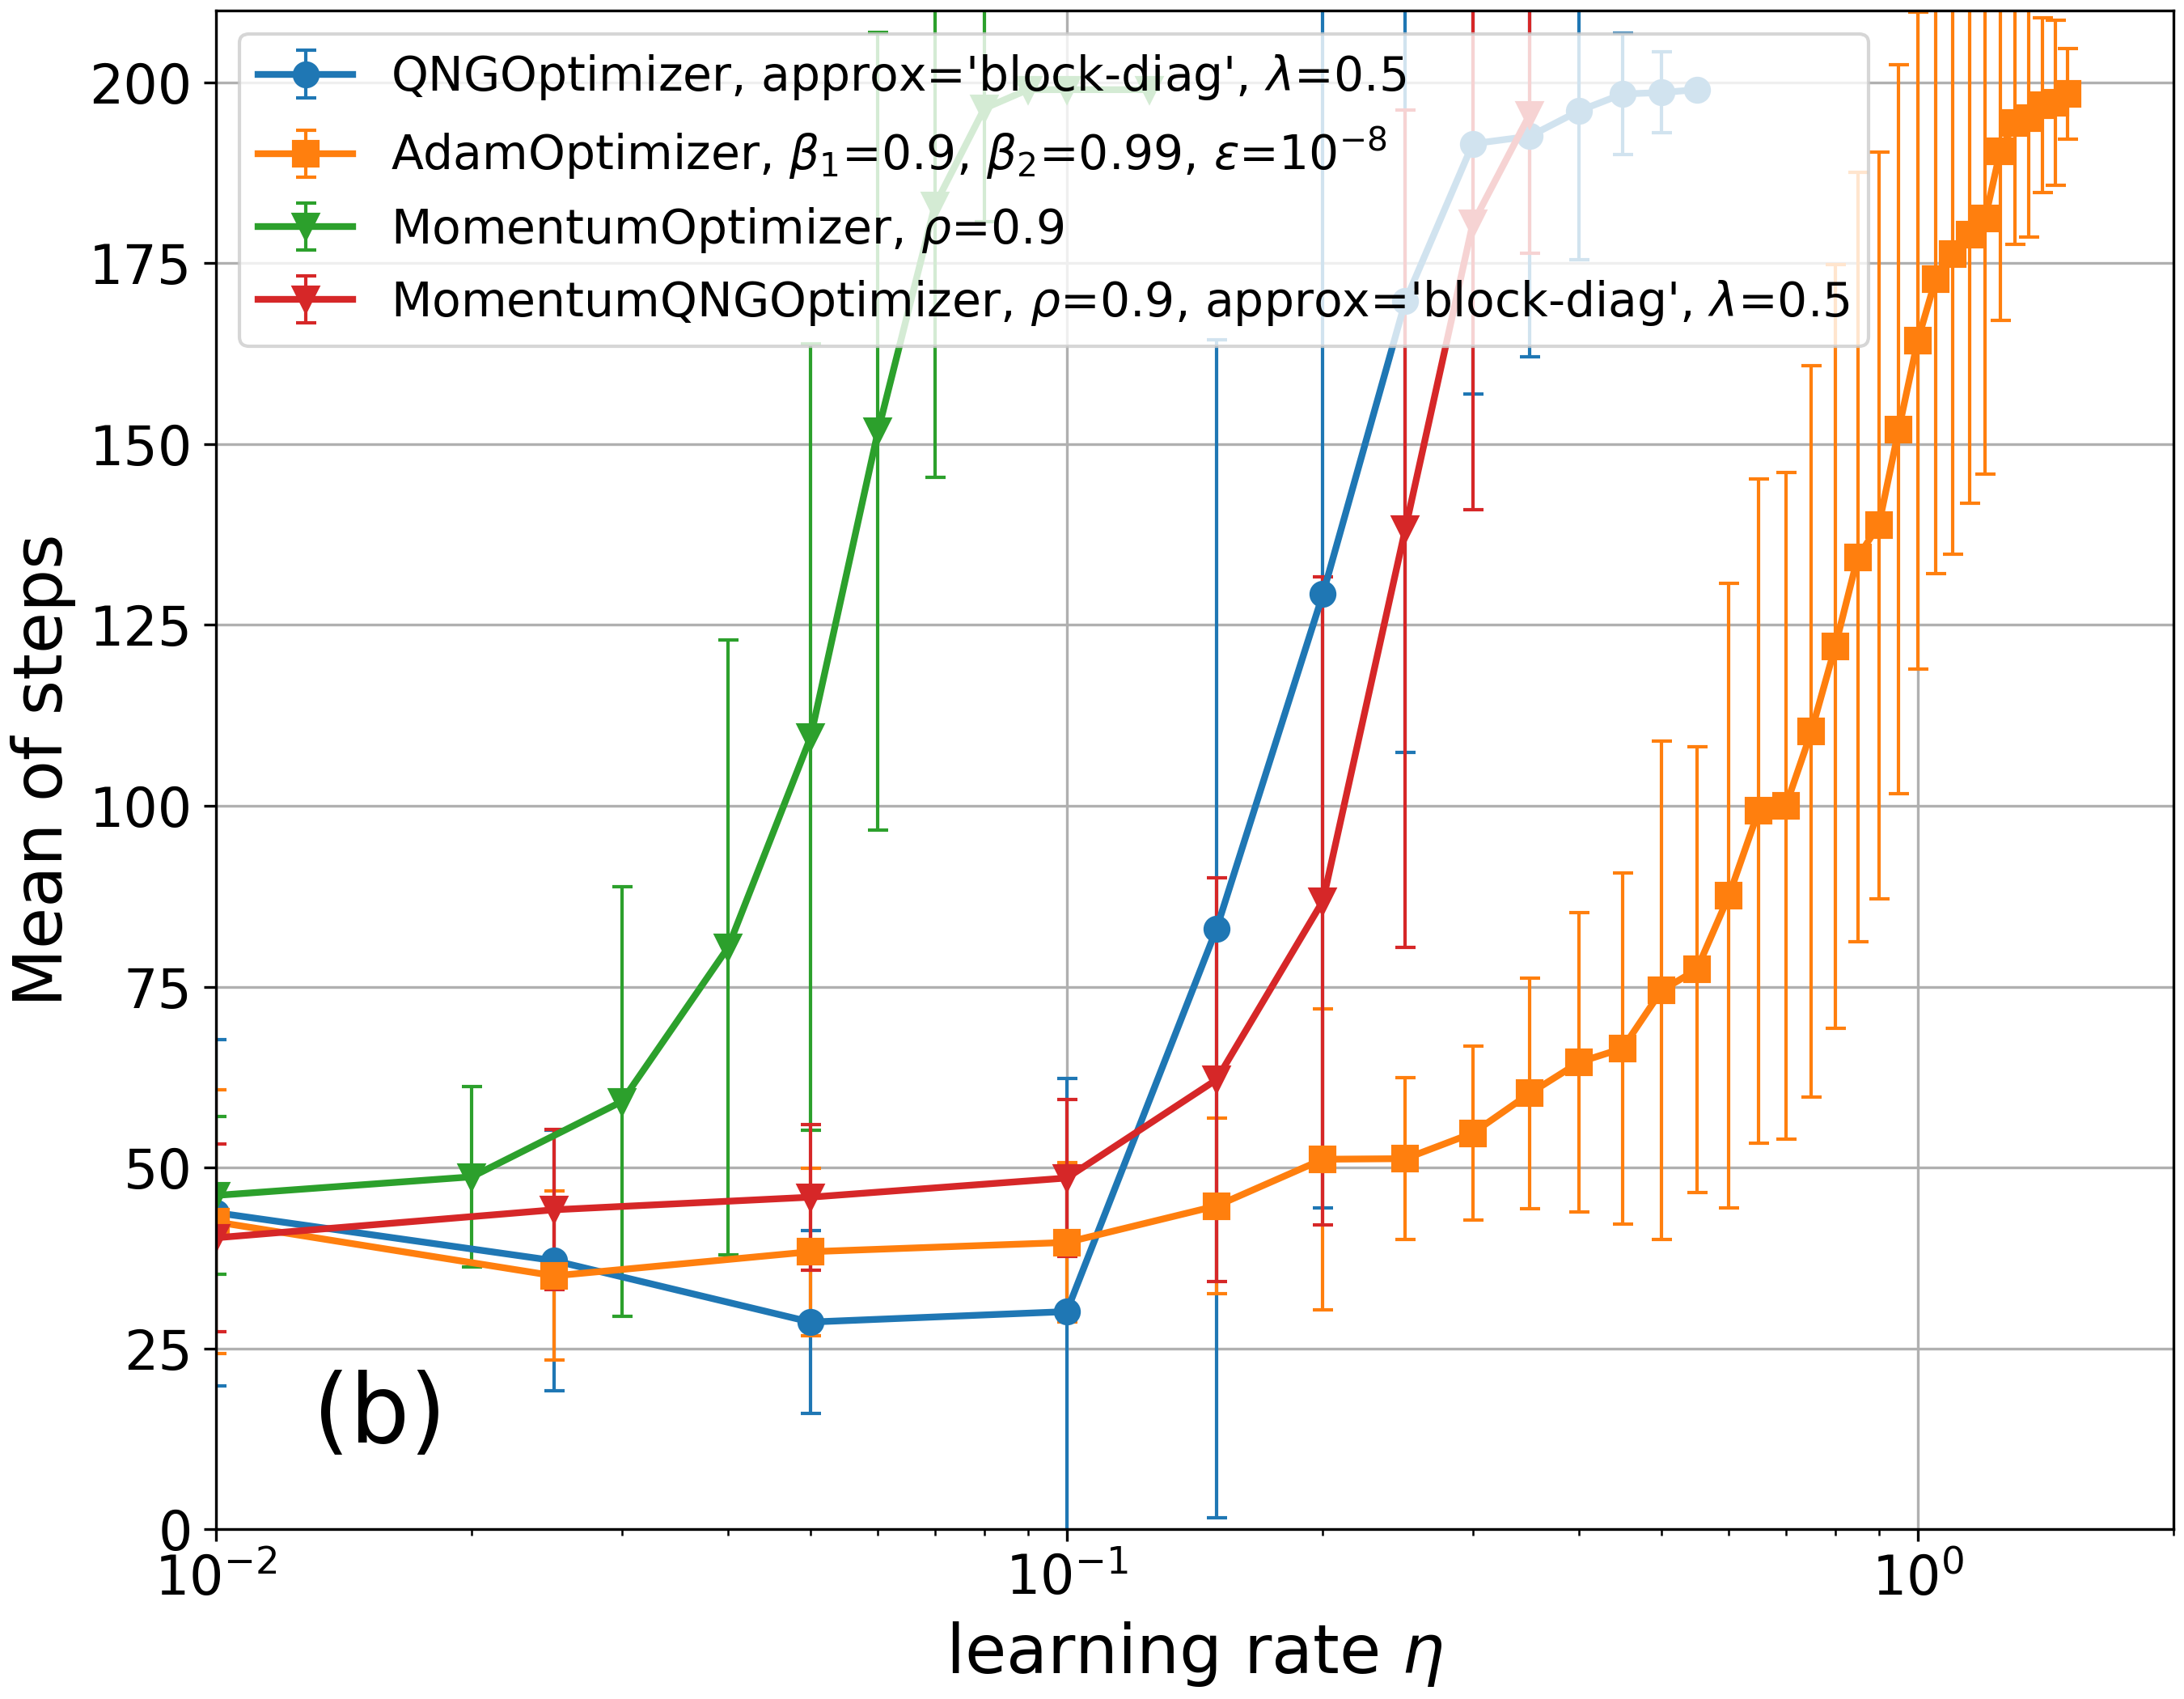 QNGOptimizer, approx='block-diag', λ=0.5
AdamOptimizer, β₁=0.9, β₂=0.99, ε=10⁻⁸
MomentumOptimizer, ρ=0.9
MomentumQNGOptimizer, ρ=0.9, approx='block-diag', λ=0.5
Mean of steps
200
175
150
125
100
75
50
25
0
(b)
10⁻²
10⁻¹
10⁰
learning rate η